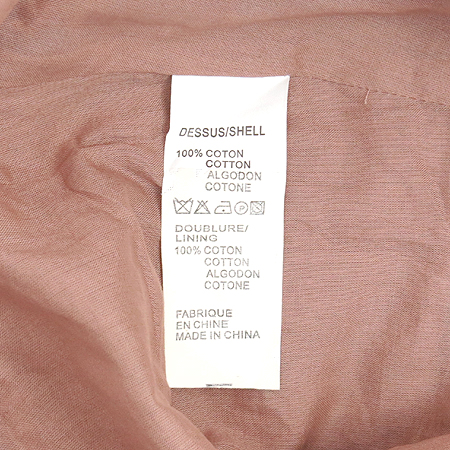 DESSUS/SHELL
100% COTON
COTTON
ALGODON
COTONE
DOUBLURE/
LINING
100% COTON
COTTON
ALGODON
COTONE
FABRIQUE
EN CHINE
MADE IN CHINA